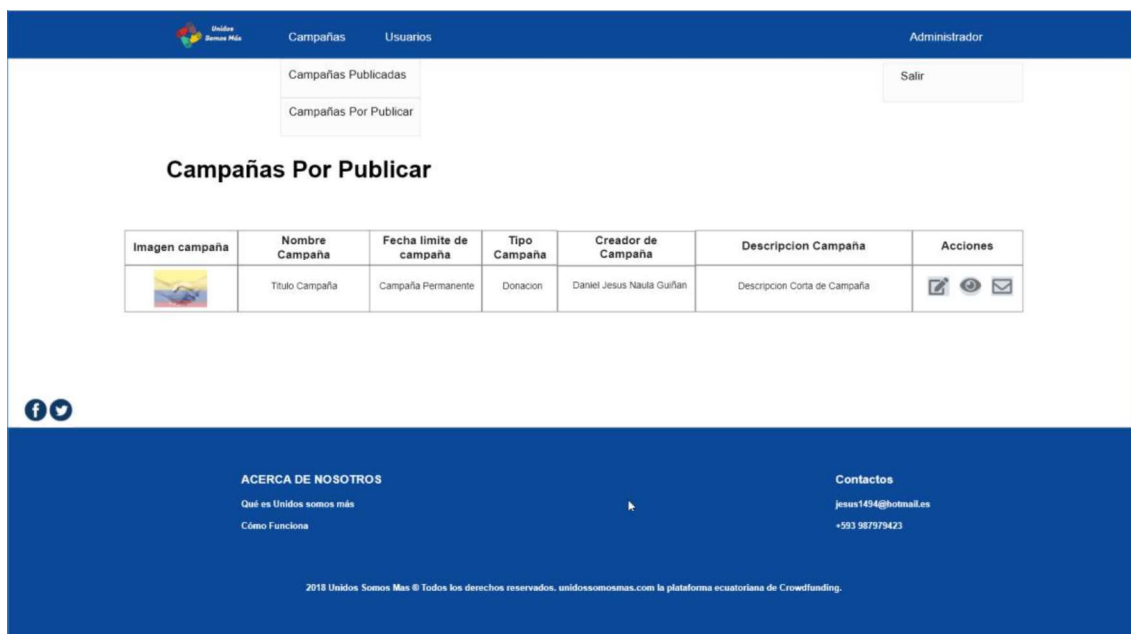 Unidos
Somos Más
Campañas Usuarios Administrador
Campañas Publicadas Salir
Campañas Por Publicar
Campañas Por Publicar
Imagen campaña Nombre Campaña Fecha limite de campaña Tipo Campaña Creador de Campaña Descripcion Campaña Acciones
Titulo Campaña Campaña Permanente Donacion Daniel Jesus Naula Guiñan Descripcion Corta de Campaña
ACERCA DE NOSOTROS Contactos
Qué es Unidos somos más jesus1494@hotmail.es
Cómo Funciona +593 987979423
2018 Unidos Somos Mas ® Todos los derechos reservados. unidossomosmas.com la plataforma ecuatoriana de Crowdfunding.